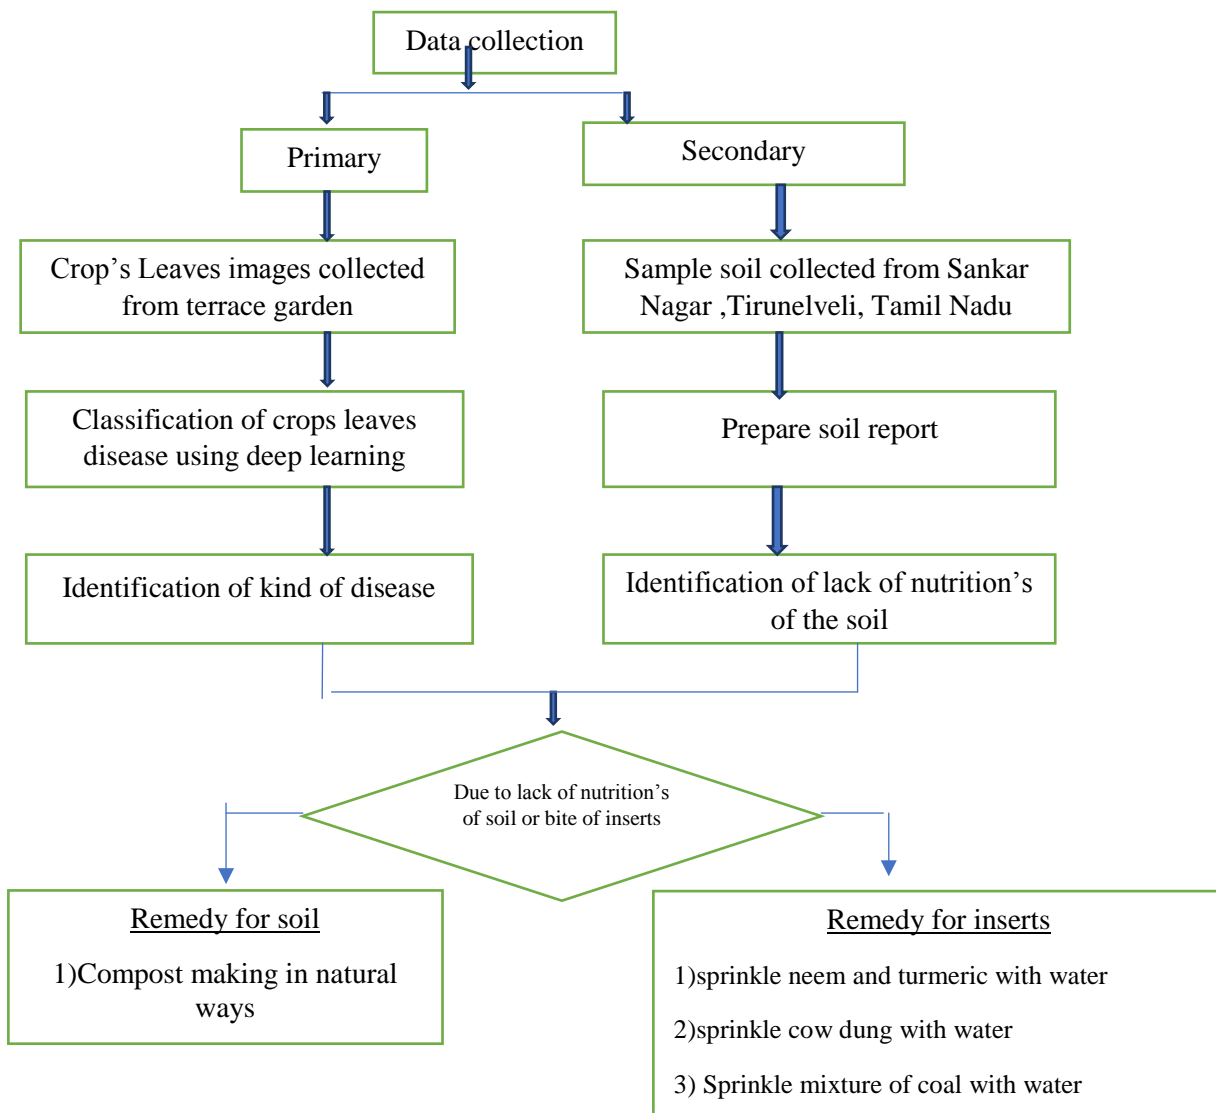 Data collection
Primary
Secondary
Crop’s Leaves images collected
from terrace garden
Sample soil collected from Sankar
Nagar ,Tirunelveli, Tamil Nadu
Classification of crops leaves
disease using deep learning
Prepare soil report
Identification of kind of disease
Identification of lack of nutrition’s
of the soil
Due to lack of nutrition’s
of soil or bite of inserts
Remedy for soil
1)Compost making in natural
ways
Remedy for inserts
1)sprinkle neem and turmeric with water
2)sprinkle cow dung with water
3) Sprinkle mixture of coal with water